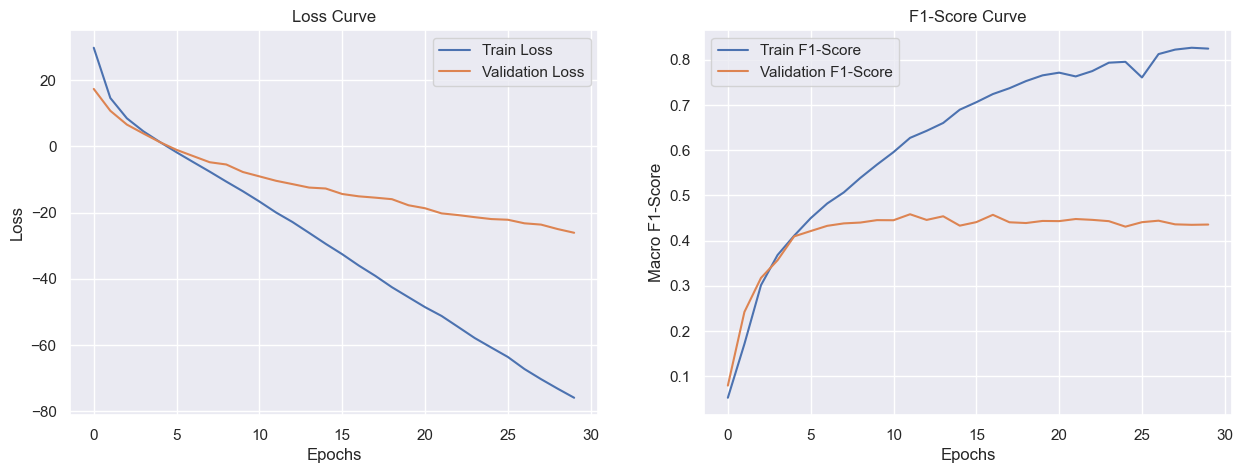 Loss Curve
Train Loss
Validation Loss
20
0
−20
−40
−60
−80
Loss
0 5 10 15 20 25 30
Epochs
F1-Score Curve
Train F1-Score
Validation F1-Score
0.8
0.7
0.6
0.5
0.4
0.3
0.2
0.1
Macro F1-Score
0 5 10 15 20 25 30
Epochs